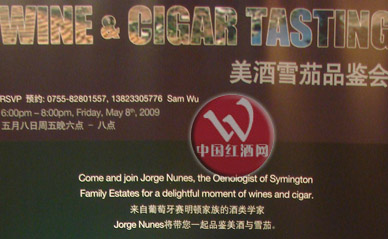 WINE & CIGAR TASTING
美酒雪茄品鉴会
RSVP 预约: 0755-82801557, 13823305776 Sam Wu
6:00pm – 8:00pm, Friday, May 8th, 2009
五月八日周五晚六点 – 八点
W
中国红酒网
Come and join Jorge Nunes, the Oenologist of Symington
Family Estates for a delightful moment of wines and cigar.
来自葡萄牙赛明顿家族的酒类学家
Jorge Nunes将带您一起品鉴美酒与雪茄。